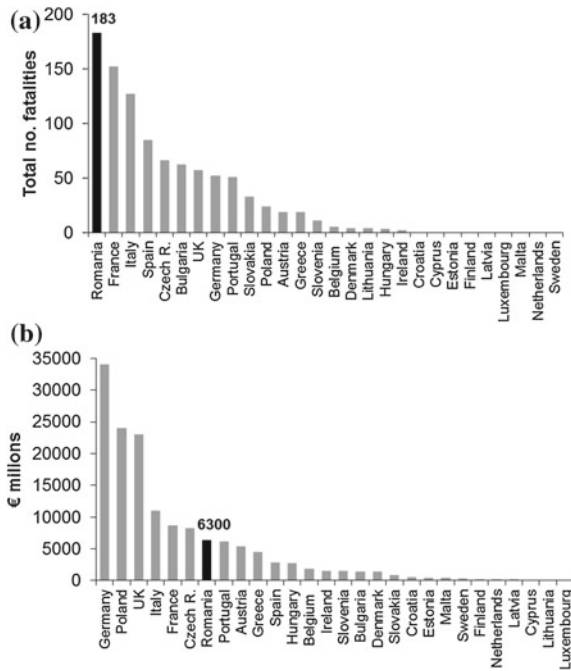 (a)
Total no. fatalities
200
150
100
50
0
183
Romania
France
Italy
Spain
Czech R.
Bulgaria
UK
Germany
Portugal
Slovakia
Poland
Austria
Greece
Slovenia
Belgium
Denmark
Lithuania
Hungary
Ireland
Croatia
Cyprus
Estonia
Finland
Latvia
Luxembourg
Malta
Netherlands
Sweden
(b)
€ millons
35000
30000
25000
20000
15000
10000
5000
0
6300
Germany
Poland
UK
Italy
France
Czech R.
Romania
Portugal
Austria
Greece
Spain
Hungary
Belgium
Ireland
Slovenia
Bulgaria
Denmark
Slovakia
Croatia
Estonia
Malta
Sweden
Finland
Netherlands
Latvia
Cyprus
Lithuania
Luxembourg